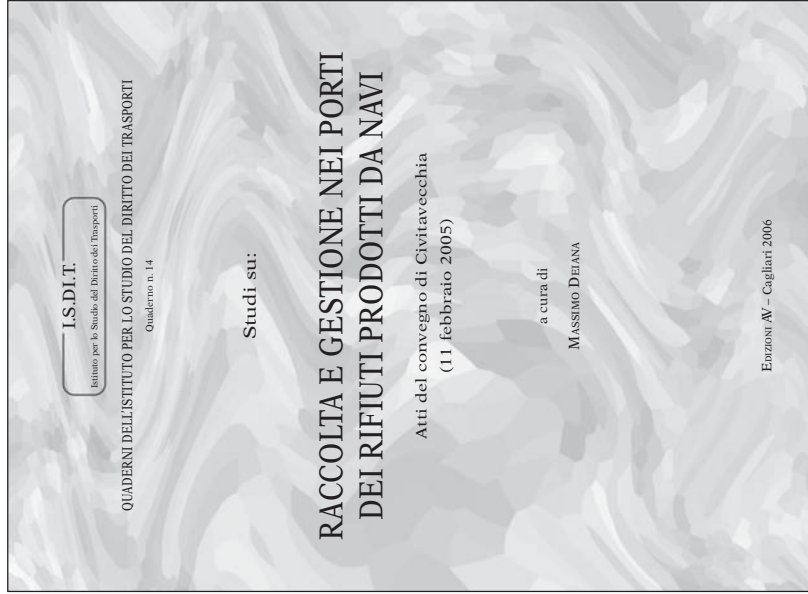 I.S.DI.T.
Istituto per lo Studio del Diritto dei Trasporti
QUADERNI DELL'ISTITUTO PER LO STUDIO DEL DIRITTO DEI TRASPORTI
Quaderno n. 14
Studi su:
RACCOLTA E GESTIONE NEI PORTI
DEI RIFIUTI PRODOTTI DA NAVI
Atti del convegno di Civitavecchia
(11 febbraio 2005)
a cura di
MASSIMO DEIANA
EDIZIONI AV – Cagliari 2006